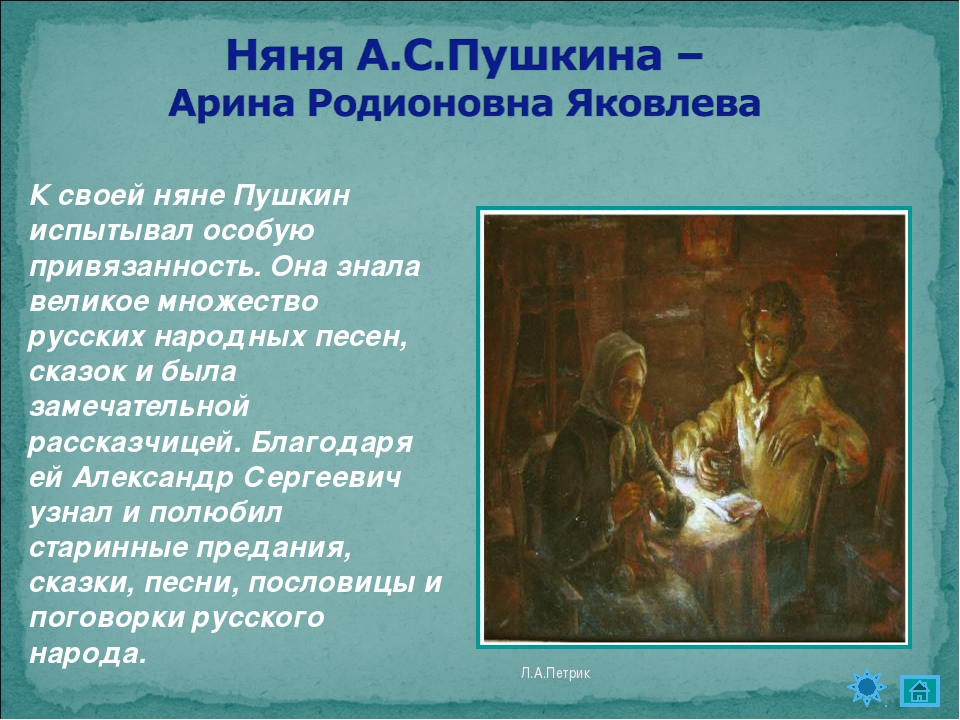 Няня А.С.Пушкина –
Арина Родионовна Яковлева
К своей няне Пушкин
испытывал особую
привязанность. Она знала
великое множество
русских народных песен,
сказок и была
замечательной
рассказчицей. Благодаря
ей Александр Сергеевич
узнал и полюбил
старинные предания,
сказки, песни, пословицы и
поговорки русского
народа.
Л.А.Петрик